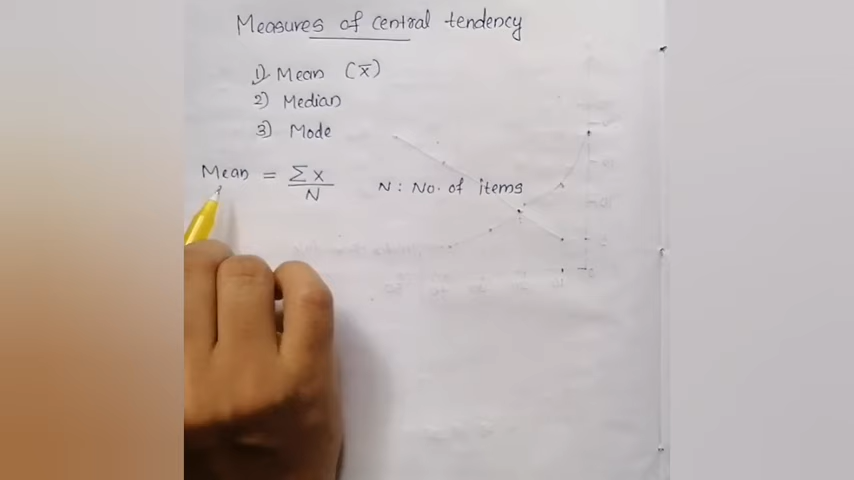 Measures of central tendency
1) Mean (x̄)
2) Median
3) Mode
Mean = Σx / N N : No. of items